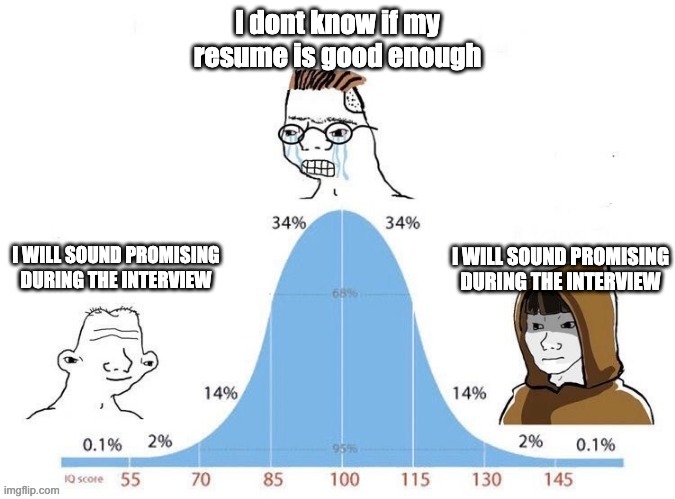 I dont know if my
resume is good enough
34% 34%
I WILL SOUND PROMISING
DURING THE INTERVIEW
I WILL SOUND PROMISING
DURING THE INTERVIEW
68%
14% 14%
0.1% 2% 95% 2% 0.1%
IQ score 55 70 85 100 115 130 145
imgflip.com